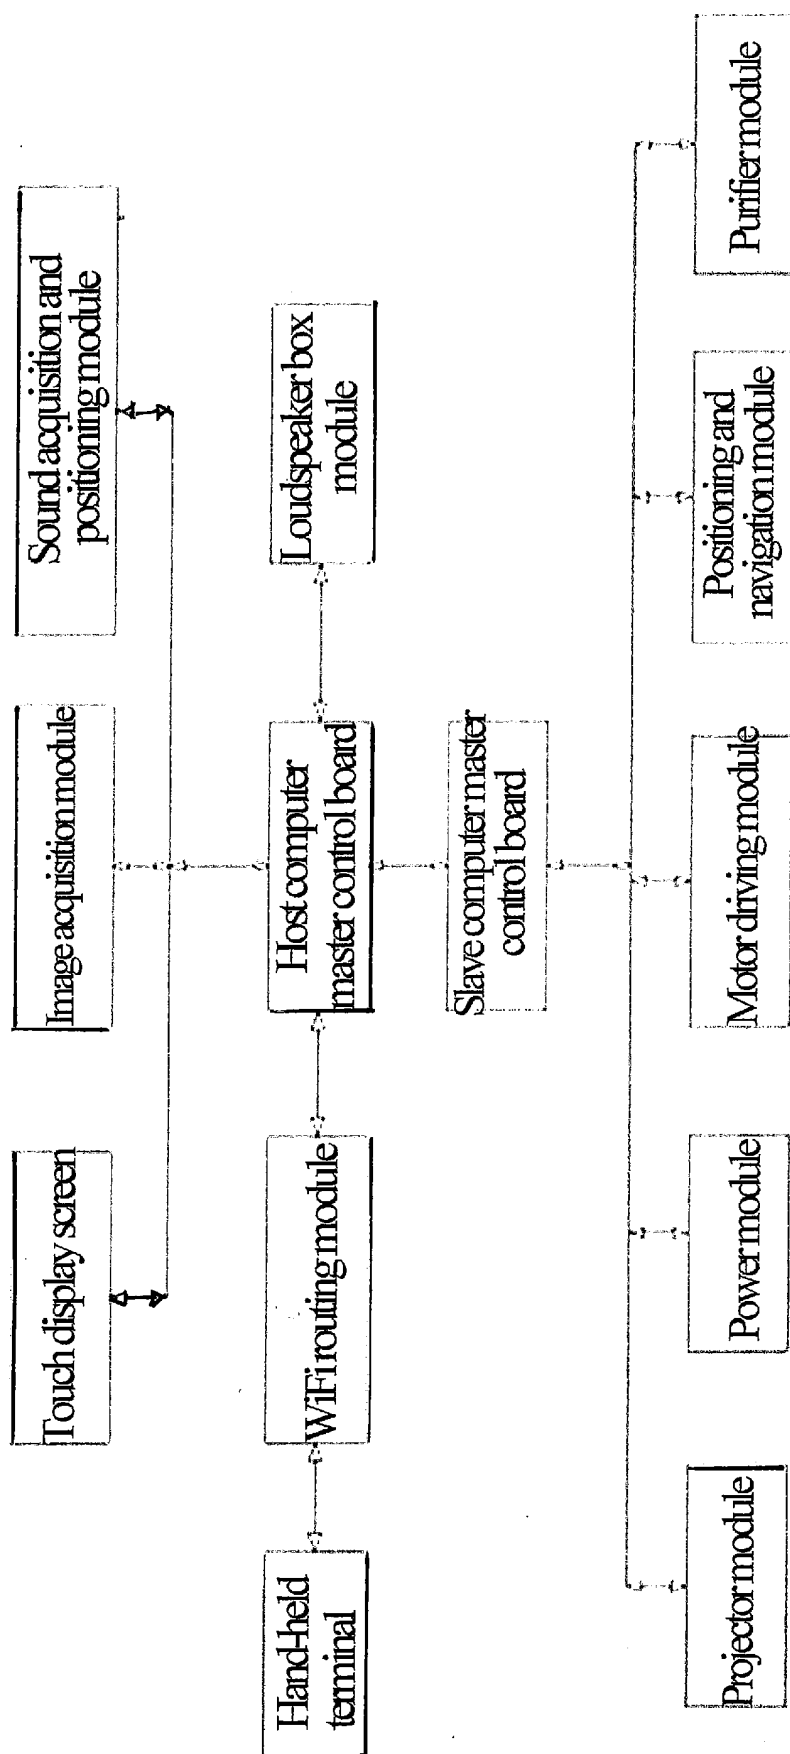 Touch display screen
Image acquisition module
Sound acquisition and
positioning module
Hand-held
terminal
WiFi routing module
Host computer
master control board
Loudspeaker box
module
Slave computer master
control board
Projector module
Power module
Motor driving module
Positioning and
navigation module
Purifier module